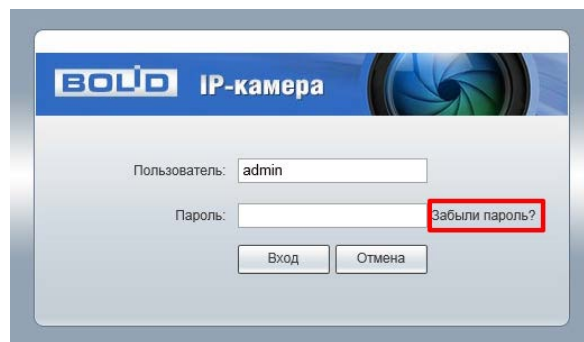 BOLID IP-камера
Пользователь: admin
Пароль: Забыли пароль?
Вход Отмена